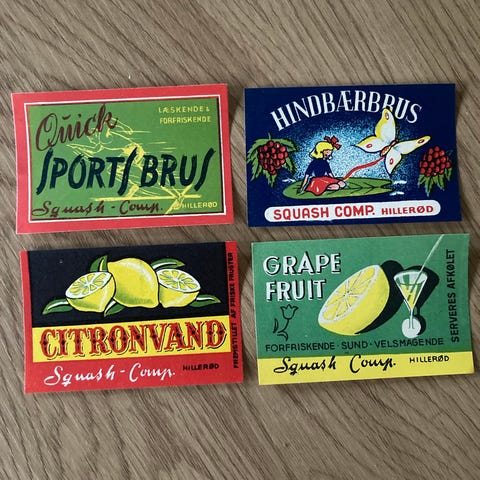 Quick
LÆSKENDE &
FORFRISKENDE
SPORTS BRUS
Squash - Comp. HILLERØD
HINDBÆRBRUS
SQUASH COMP. HILLERØD
CITRONVAND
Squash - Comp. HILLERØD
FREMSTILLET AF FRISKE FRUGTER
GRAPE
FRUIT
FORFRISKENDE · SUND · VELSMAGENDE
Squash Comp. HILLERØD
SERVERES AFKØLET